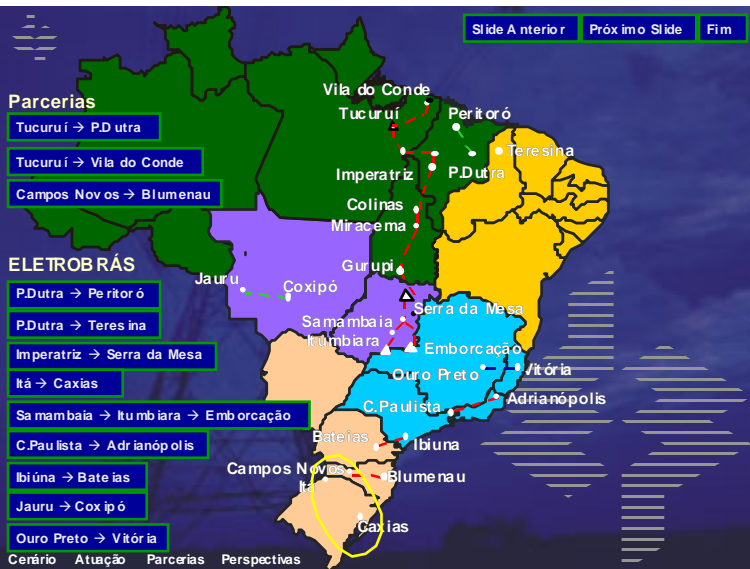 Slide Anterior
Próximo Slide
Fim
Parcerias
Tucuruí → P.Dutra
Tucuruí → Vila do Conde
Campos Novos → Blumenau
ELETROBRÁS
P.Dutra → Peritoró
P.Dutra → Teresina
Imperatriz → Serra da Mesa
Itá → Caxias
Samambaia → Itumbiara → Emborcação
C.Paulista → Adrianópolis
Ibiúna → Bateias
Jauru → Coxipó
Ouro Preto → Vitória
Cenário Atuação Parcerias Perspectivas
Vila do Conde
Tucuruí
Peritoró
Teresina
Imperatriz
P.Dutra
Colinas
Miracema
Gurupi
Jauru
Coxipó
Serra da Mesa
Samambaia
Itumbiara
Emborcação
Ouro Preto
Vitória
C.Paulista
Adrianópolis
Bateias
Ibiuna
Campos Novos
Itá
Blumenau
Caxias